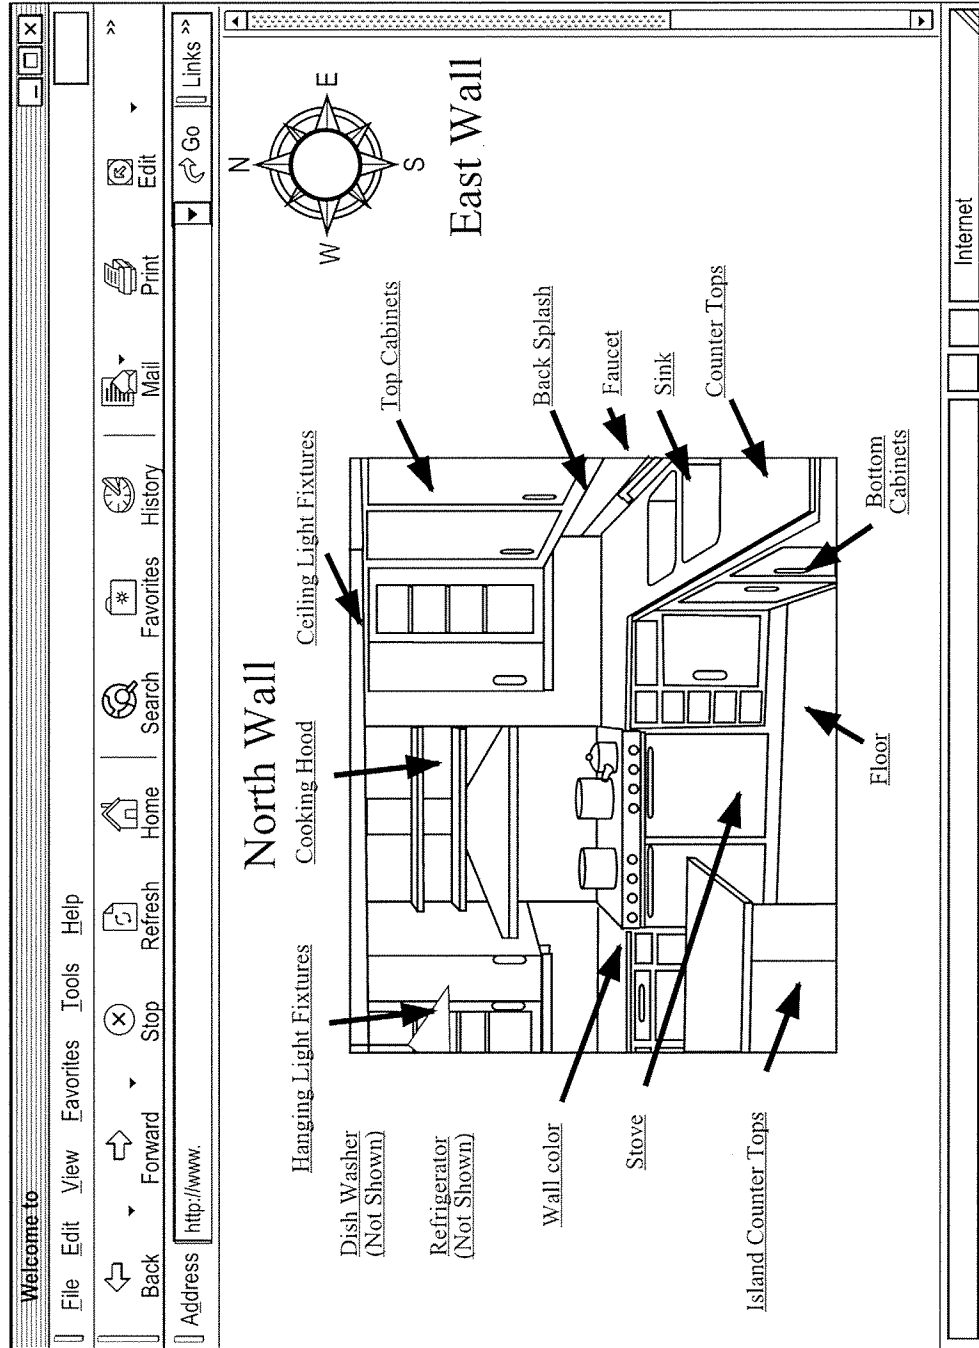 Welcome to
File Edit View Favorites Tools Help
Back Forward Stop Refresh Home Search Favorites History Mail Print Edit »
Address http://www. Go Links »
North Wall
N
W E
S
East Wall
Hanging Light Fixtures
Cooking Hood
Ceiling Light Fixtures
Top Cabinets
Back Splash
Faucet
Sink
Counter Tops
Bottom
Cabinets
Floor
Dish Washer
(Not Shown)
Refrigerator
(Not Shown)
Wall color
Stove
Island Counter Tops
Internet